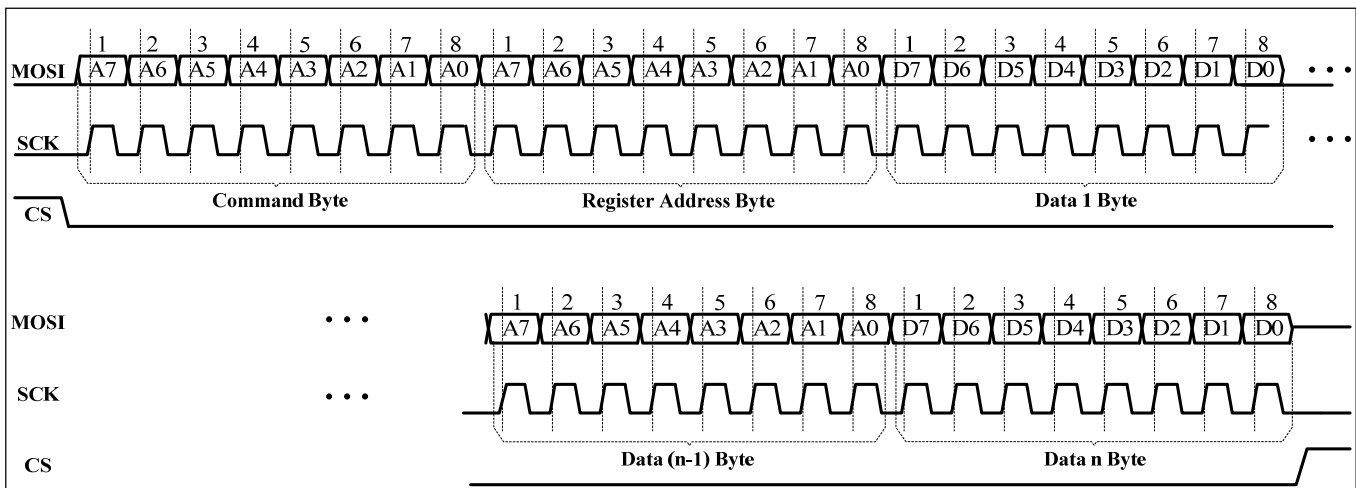 1 2 3 4 5 6 7 8 1 2 3 4 5 6 7 8 1 2 3 4 5 6 7 8
MOSI A7 A6 A5 A4 A3 A2 A1 A0 A7 A6 A5 A4 A3 A2 A1 A0 D7 D6 D5 D4 D3 D2 D1 D0 • • •
SCK • • •
Command Byte Register Address Byte Data 1 Byte
CS
1 2 3 4 5 6 7 8 1 2 3 4 5 6 7 8
MOSI • • • A7 A6 A5 A4 A3 A2 A1 A0 D7 D6 D5 D4 D3 D2 D1 D0
SCK • • •
Data (n-1) Byte Data n Byte
CS